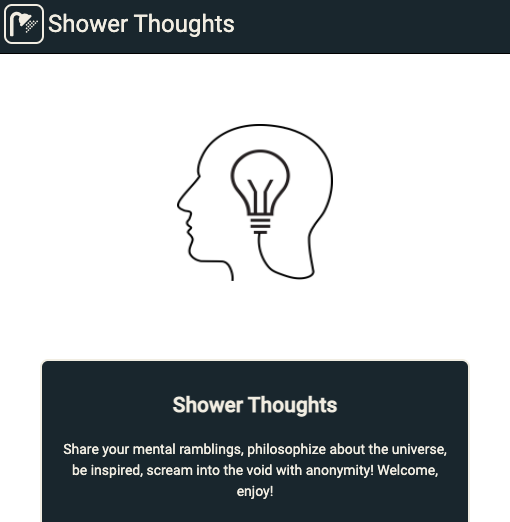 Shower Thoughts
Shower Thoughts
Share your mental ramblings, philosophize about the universe,
be inspired, scream into the void with anonymity! Welcome,
enjoy!